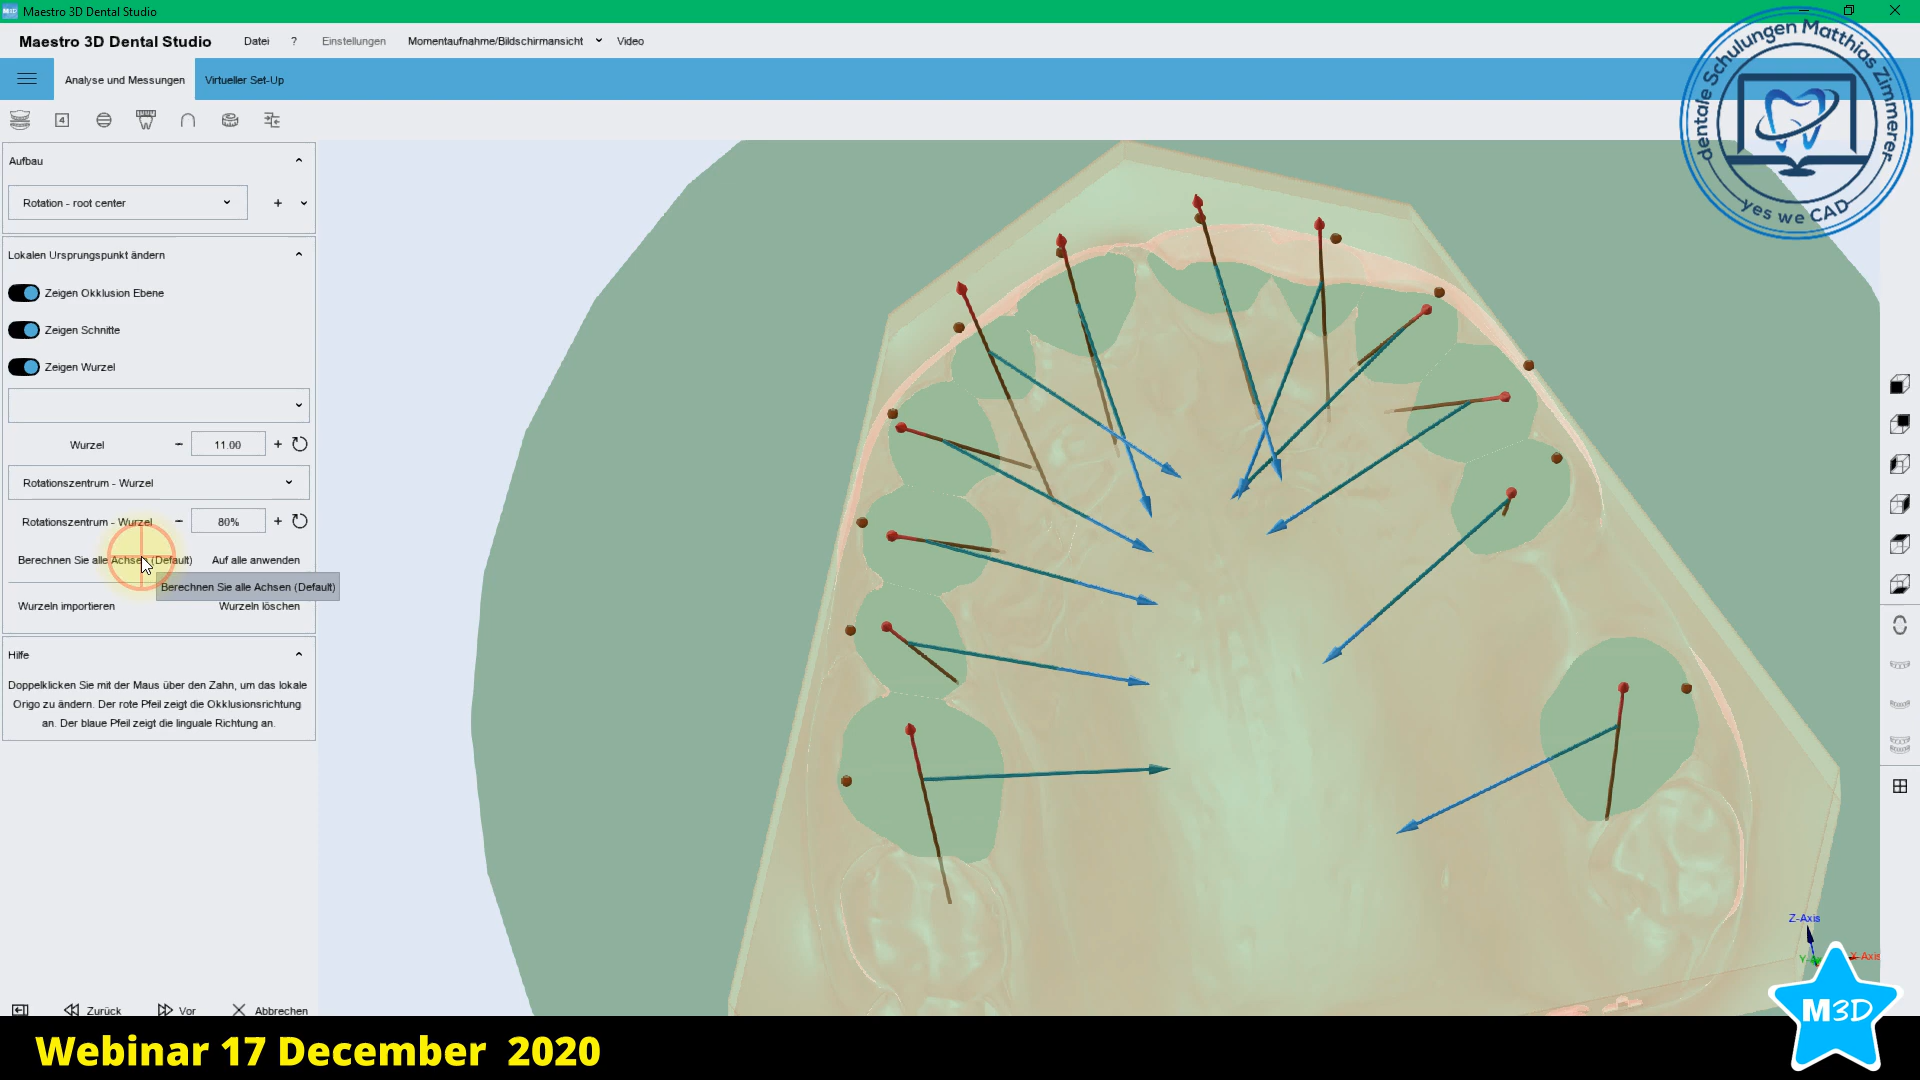 Maestro 3D Dental Studio
Maestro 3D Dental Studio Datei ? Einstellungen Momentaufnahme/Bildschirmansicht Video
Analyse und Messungen Virtueller Set-Up
4
dentale Schulungen Matthias Zimmerer
yes we CAD
Aufbau
Rotation - root center +
Lokalen Ursprungspunkt ändern
Zeigen Okklusion Ebene
Zeigen Schnitte
Zeigen Wurzel
Wurzel - 11.00 +
Rotationszentrum - Wurzel
Rotationszentrum - Wurzel - 80% +
Berechnen Sie alle Achsen (Default) Auf alle anwenden
Berechnen Sie alle Achsen (Default)
Wurzeln importieren Wurzeln löschen
Hilfe
Doppelklicken Sie mit der Maus über den Zahn, um das lokale
Origo zu ändern. Der rote Pfeil zeigt die Okklusionsrichtung
an. Der blaue Pfeil zeigt die linguale Richtung an.
Z-Axis
X-Axis
Zurück Vor Abbrechen
M3D
Webinar 17 December 2020